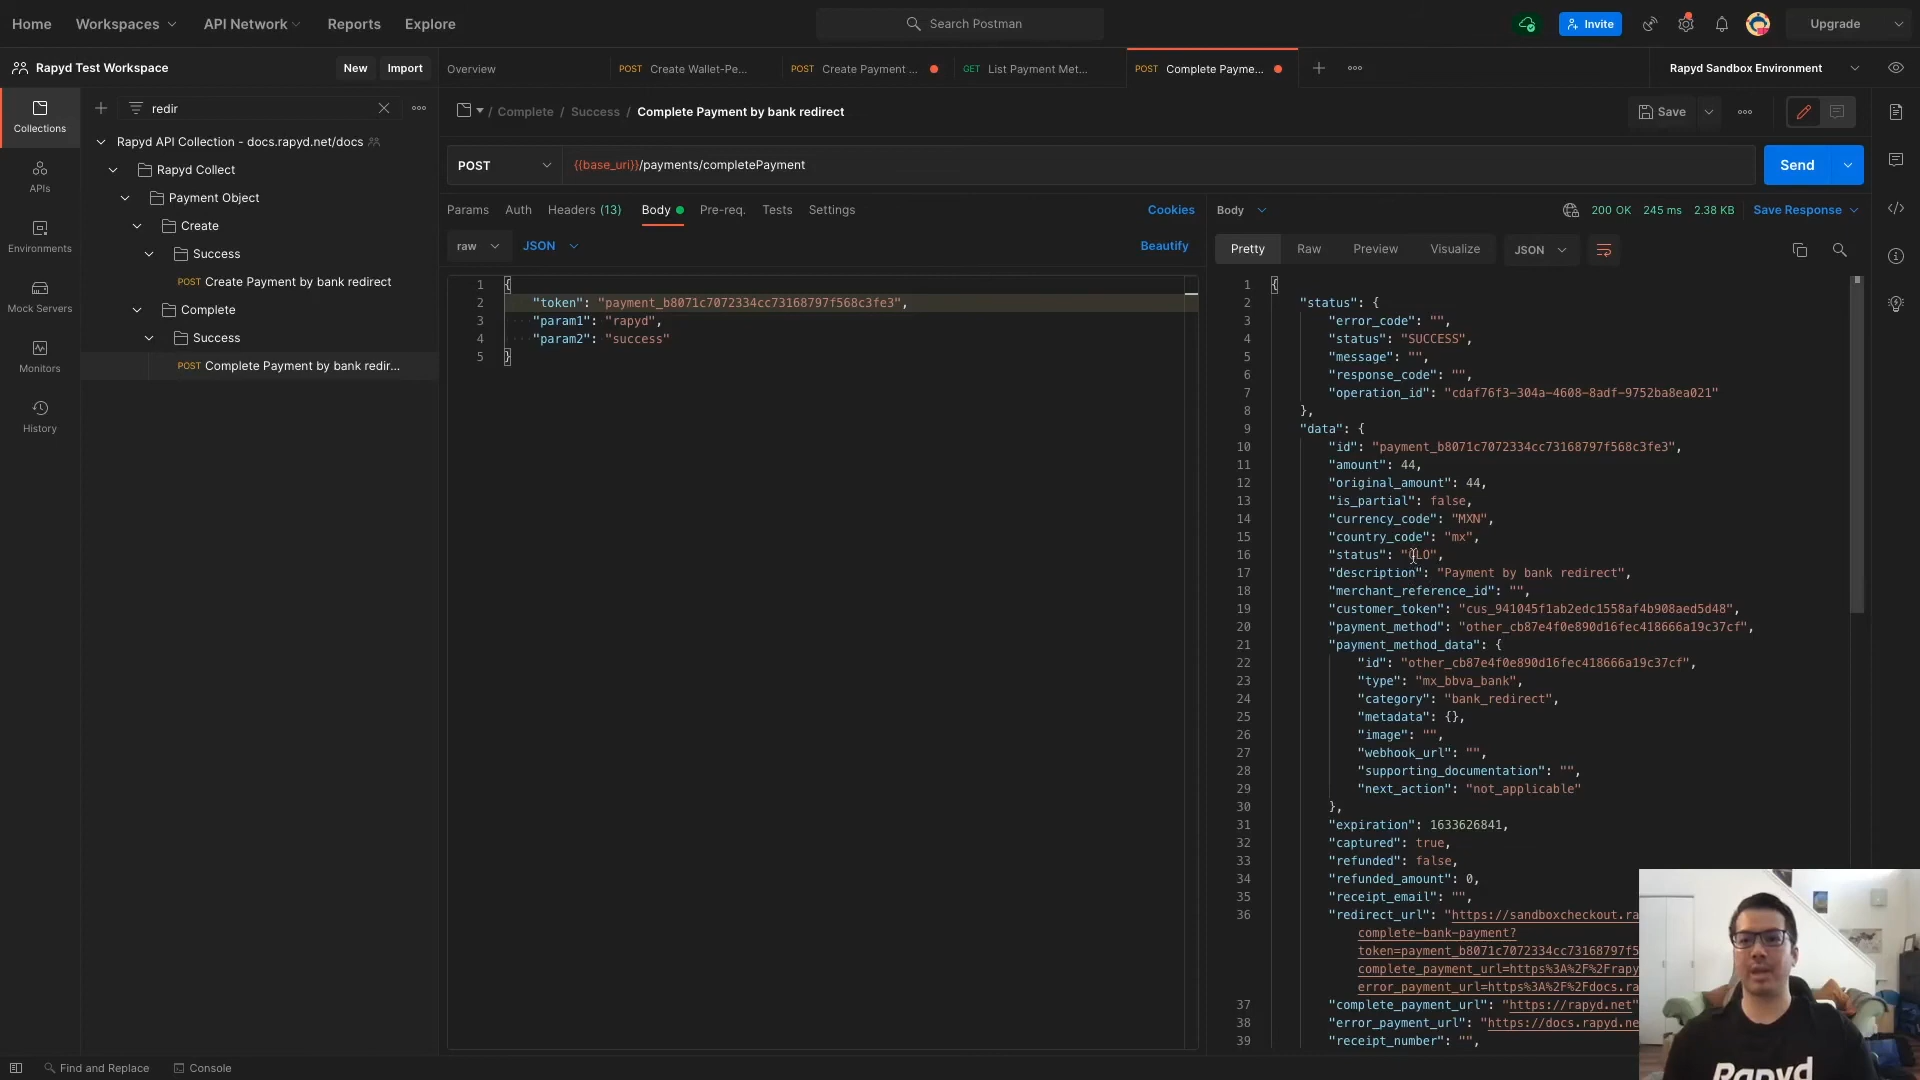 Home Workspaces API Network Reports Explore Search Postman Invite Upgrade
Rapyd Test Workspace New Import
Overview POST Create Wallet-Pe... POST Create Payment ... GET List Payment Met... POST Complete Payme... Rapyd Sandbox Environment
Collections
APIs
Environments
Mock Servers
Monitors
History
redir
Rapyd API Collection - docs.rapyd.net/docs
Rapyd Collect
Payment Object
Create
Success
POST Create Payment by bank redirect
Complete
Success
POST Complete Payment by bank redir...
/ Complete / Success / Complete Payment by bank redirect Save
POST {{base_uri}}/payments/completePayment Send
Params Auth Headers (13) Body Pre-req. Tests Settings Cookies
raw JSON Beautify
1 {
2 "token": "payment_b8071c7072334cc73168797f568c3fe3",
3 "param1": "rapyd",
4 "param2": "success"
5 }
Body 200 OK 245 ms 2.38 KB Save Response
Pretty Raw Preview Visualize JSON
1 {
2 "status": {
3 "error_code": "",
4 "status": "SUCCESS",
5 "message": "",
6 "response_code": "",
7 "operation_id": "cdaf76f3-304a-4608-8adf-9752ba8ea021"
8 },
9 "data": {
10 "id": "payment_b8071c7072334cc73168797f568c3fe3",
11 "amount": 44,
12 "original_amount": 44,
13 "is_partial": false,
14 "currency_code": "MXN",
15 "country_code": "mx",
16 "status": "CLO",
17 "description": "Payment by bank redirect",
18 "merchant_reference_id": "",
19 "customer_token": "cus_941045f1ab2edc1558af4b908aed5d48",
20 "payment_method": "other_cb87e4f0e890d16fec418666a19c37cf",
21 "payment_method_data": {
22 "id": "other_cb87e4f0e890d16fec418666a19c37cf",
23 "type": "mx_bbva_bank",
24 "category": "bank_redirect",
25 "metadata": {},
26 "image": "",
27 "webhook_url": "",
28 "supporting_documentation": "",
29 "next_action": "not_applicable"
30 },
31 "expiration": 1633626841,
32 "captured": true,
33 "refunded": false,
34 "refunded_amount": 0,
35 "receipt_email": "",
36 "redirect_url": "https://sandboxcheckout.ra
complete-bank-payment?
token=payment_b8071c7072334cc73168797f5
complete_payment_url=https%3A%2F%2Frapy
error_payment_url=https%3A%2F%2Fdocs.ra
37 "complete_payment_url": "https://rapyd.net"
38 "error_payment_url": "https://docs.rapyd.ne
39 "receipt_number": "",
Rapyd
Find and Replace Console